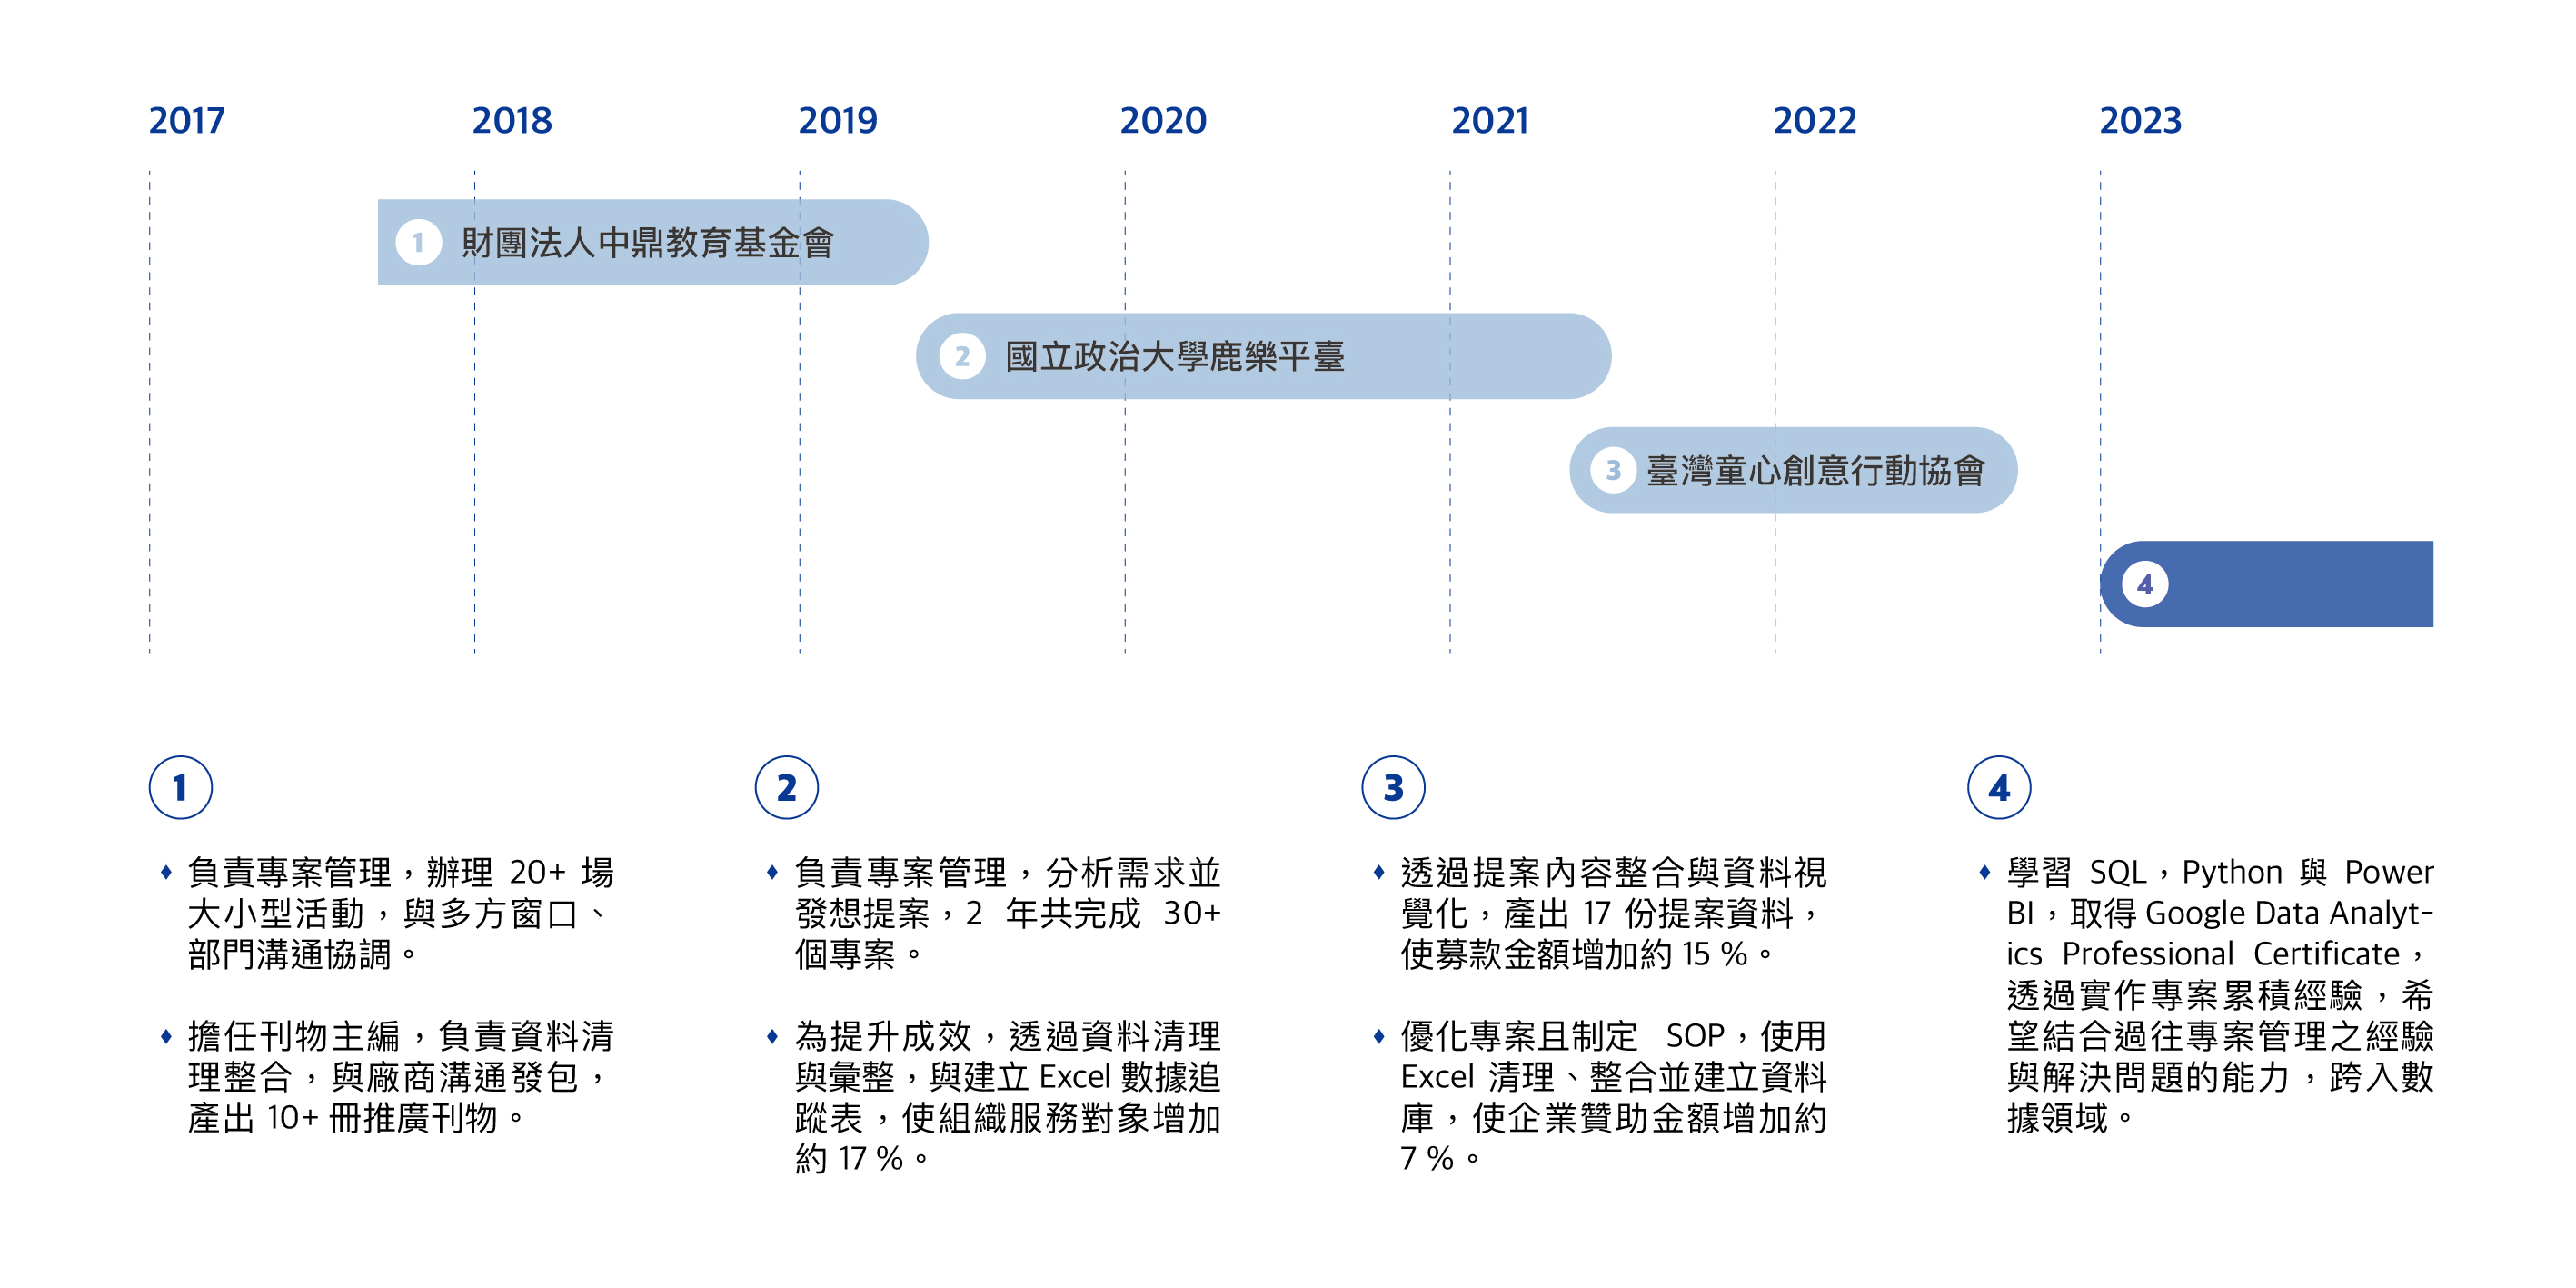 2017
2018
2019
2020
2021
2022
2023
1 財團法人中鼎教育基金會
2 國立政治大學鹿樂平臺
3 臺灣童心創意行動協會
4
1
♦ 負責專案管理，辦理 20+ 場
大小型活動，與多方窗口、
部門溝通協調。
♦ 擔任刊物主編，負責資料清
理整合，與廠商溝通發包，
產出 10+ 冊推廣刊物。
2
♦ 負責專案管理，分析需求並
發想提案，2 年共完成 30+
個專案。
♦ 為提升成效，透過資料清理
與彙整，與建立 Excel 數據追
蹤表，使組織服務對象增加
約 17 %。
3
♦ 透過提案內容整合與資料視
覺化，產出 17 份提案資料，
使募款金額增加約 15 %。
♦ 優化專案且制定 SOP，使用
Excel 清理、整合並建立資料
庫，使企業贊助金額增加約
7 %。
4
♦ 學習 SQL，Python 與 Power
BI，取得 Google Data Analyt-
ics Professional Certificate，
透過實作專案累積經驗，希
望結合過往專案管理之經驗
與解決問題的能力，跨入數
據領域。